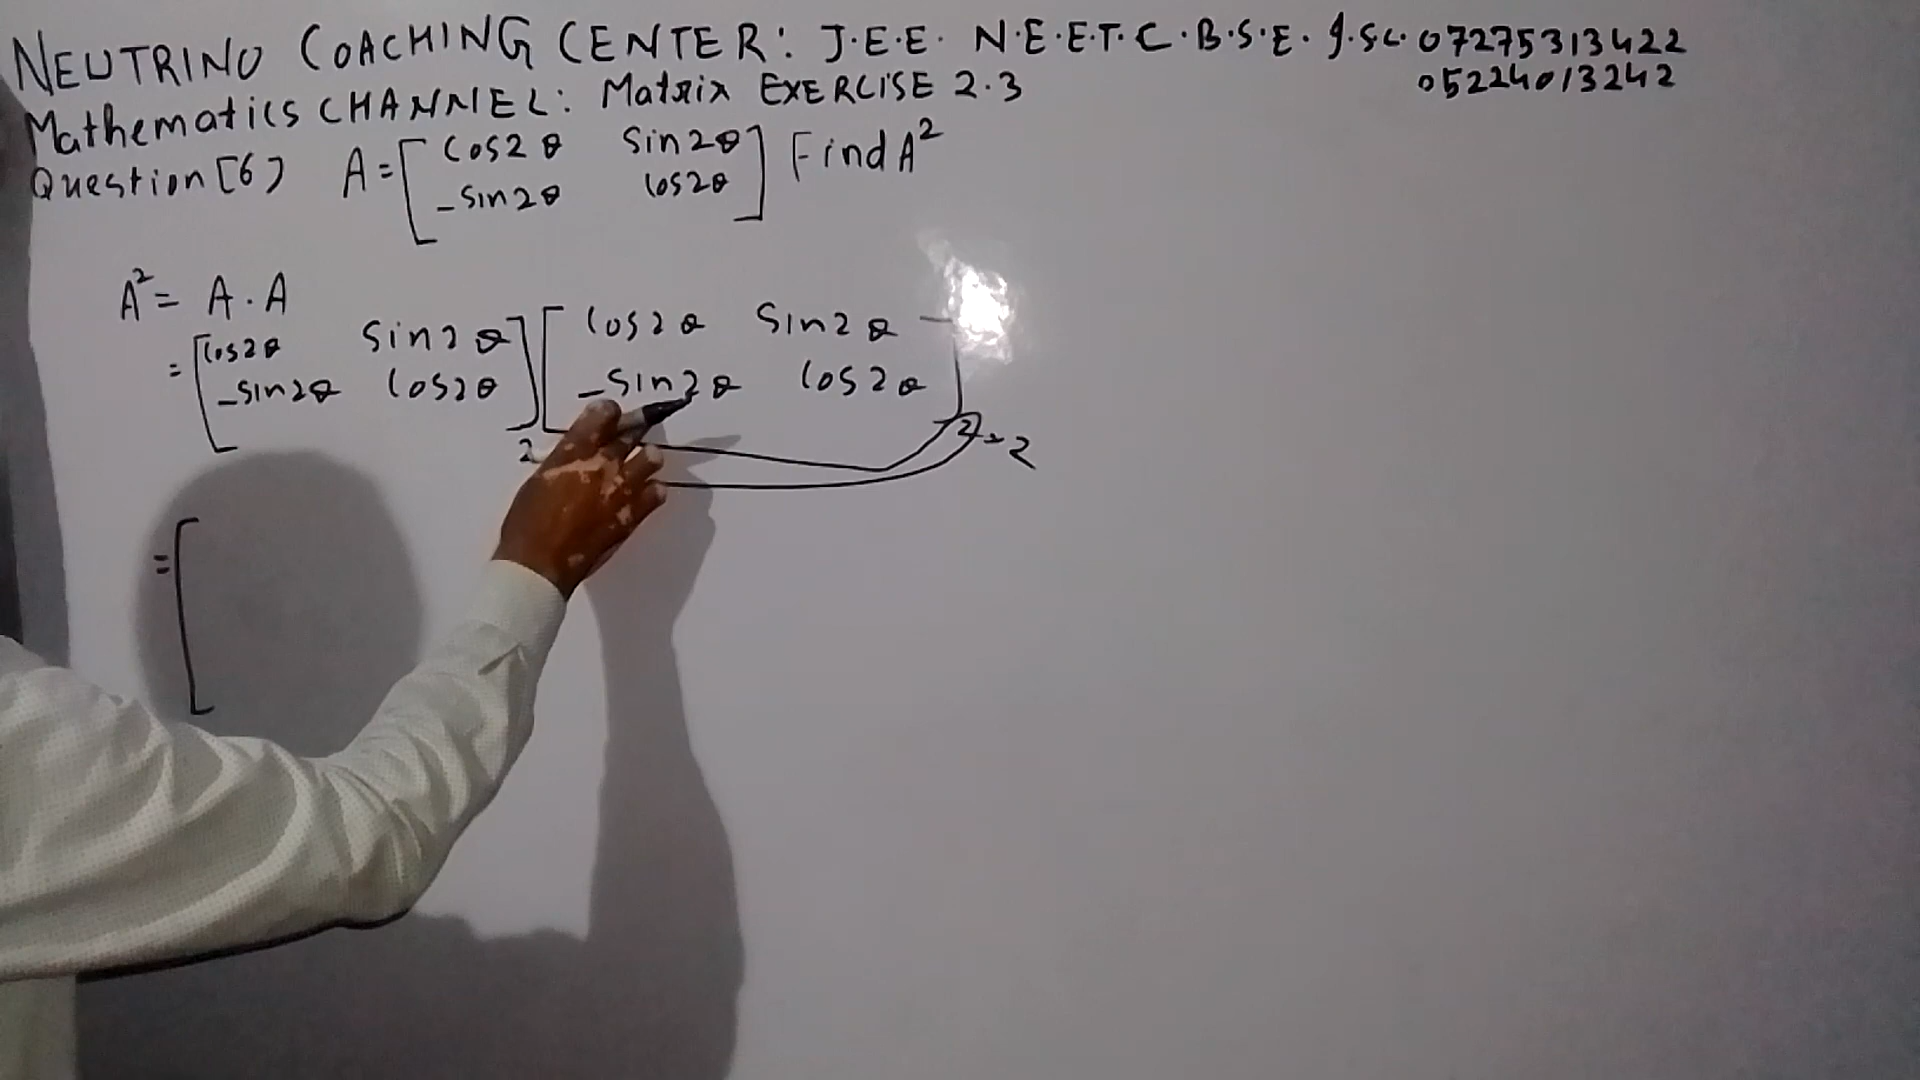 NEUTRINO COACHING CENTER: J.E.E. N.E.E.T. C.B.S.E. I.SC. 07275313422
05224013242
Mathematics CHANNEL: Matrix EXERCISE 2.3
Question [6] A = [ cos2θ sin2θ ] Find A²
-sin2θ cos2θ
A² = A . A
= [ cos2θ sin2θ ] [ cos2θ sin2θ ]
-sin2θ cos2θ -sin2θ cos2θ
2 2 × 2
= [